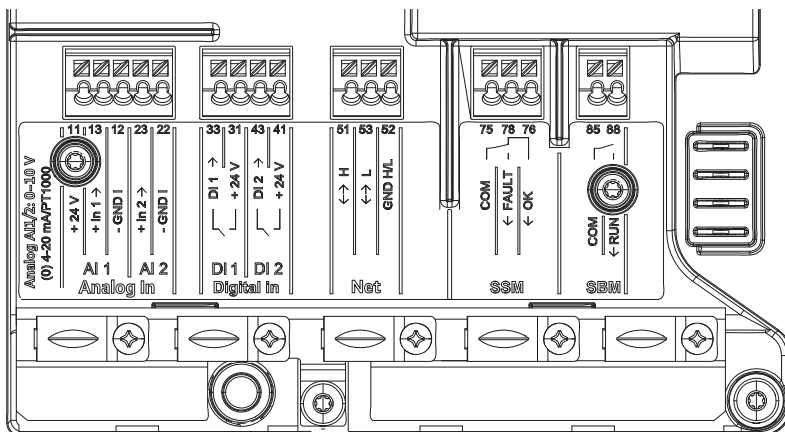 11 13 12 23 22
33 31 43 41
51 53 52
75 78 76
85 88
Analog AI1/2: 0–10 V
(0) 4-20 mA/PT1000
+ 24 V
+ In 1 →
- GND I
+ In 2 →
- GND I
DI 1 →
+ 24 V
DI 2 →
+ 24 V
<-> H
<-> L
GND H/L
COM
← FAULT
← OK
COM
← RUN
AI 1 AI 2
DI 1 DI 2
Analog In
Digital in
Net
SSM
SBM